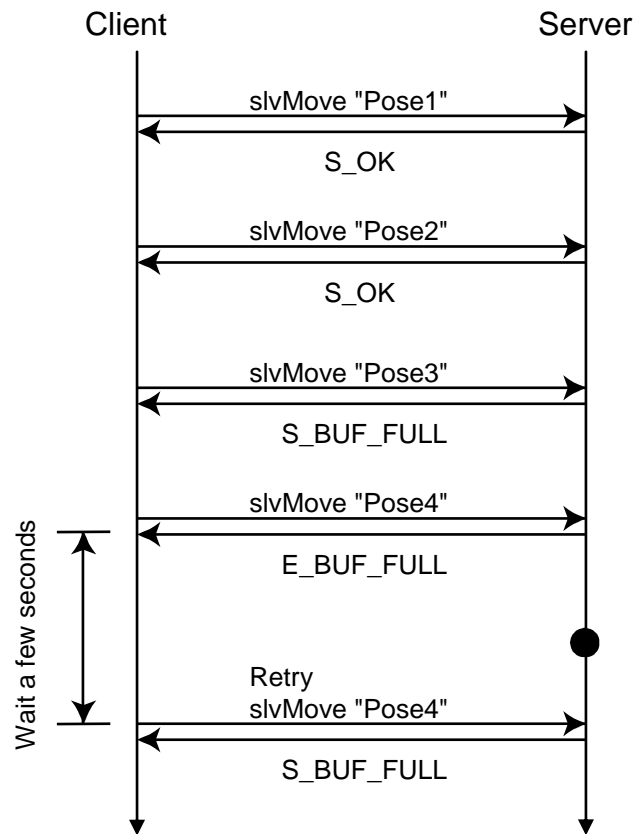 Client
Server
slvMove "Pose1"
S_OK
slvMove "Pose2"
S_OK
slvMove "Pose3"
S_BUF_FULL
slvMove "Pose4"
E_BUF_FULL
Wait a few seconds
Retry
slvMove "Pose4"
S_BUF_FULL